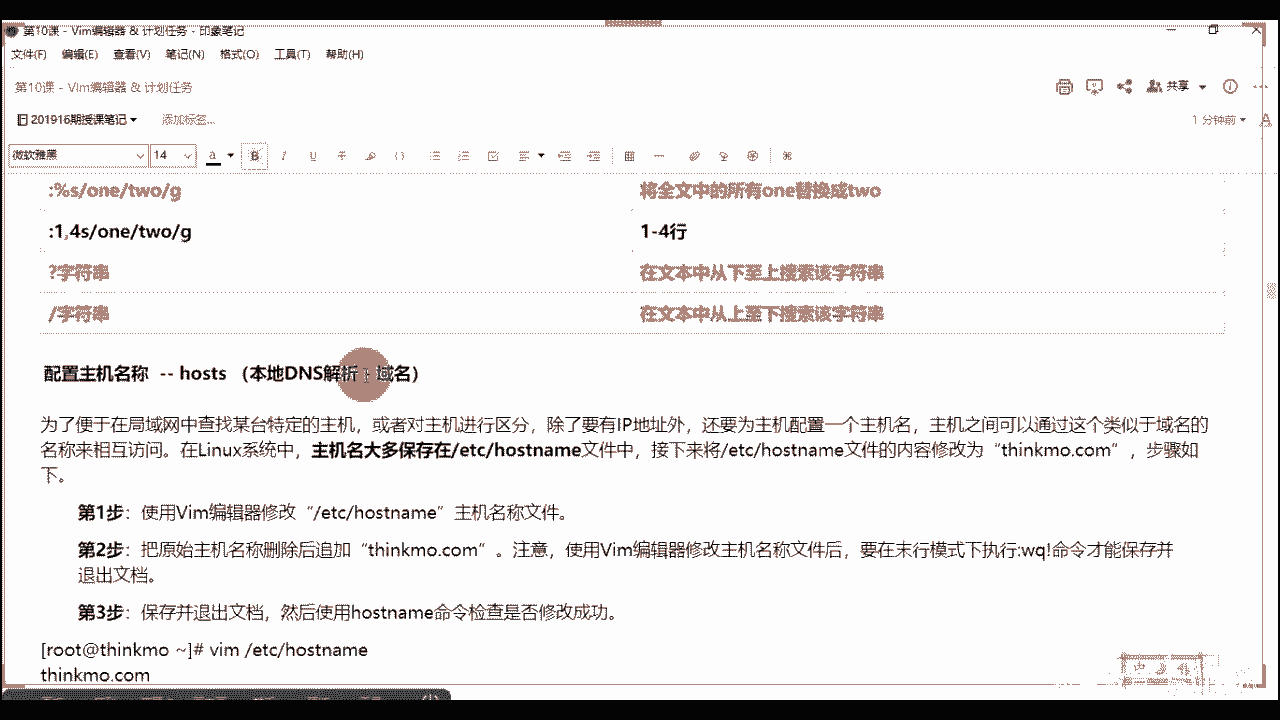 第10课 - Vim编辑器 & 计划任务 - 印象笔记
文件(F) 编辑(E) 查看(V) 笔记(N) 格式(O) 工具(T) 帮助(H)
第10课 - Vim编辑器 & 计划任务
共享
201916期授课笔记 添加标签...
1 分钟前
微软雅黑 14
:%s/one/two/g 将全文中的所有one替换成two
:1,4s/one/two/g 1-4行
?字符串 在文本中从下至上搜索该字符串
/字符串 在文本中从上至下搜索该字符串
配置主机名称 -- hosts （本地DNS解析 域名）
为了便于在局域网中查找某台特定的主机，或者对主机进行区分，除了要有IP地址外，还要为主机配置一个主机名，主机之间可以通过这个类似于域名的
名称来相互访问。在Linux系统中，主机名大多保存在/etc/hostname文件中，接下来将/etc/hostname文件的内容修改为“thinkmo.com”，步骤如
下。
第1步：使用Vim编辑器修改“/etc/hostname”主机名称文件。
第2步：把原始主机名称删除后追加“thinkmo.com”。注意，使用Vim编辑器修改主机名称文件后，要在末行模式下执行:wq!命令才能保存并
退出文档。
第3步：保存并退出文档，然后使用hostname命令检查是否修改成功。
[root@thinkmo ~]# vim /etc/hostname
thinkmo.com